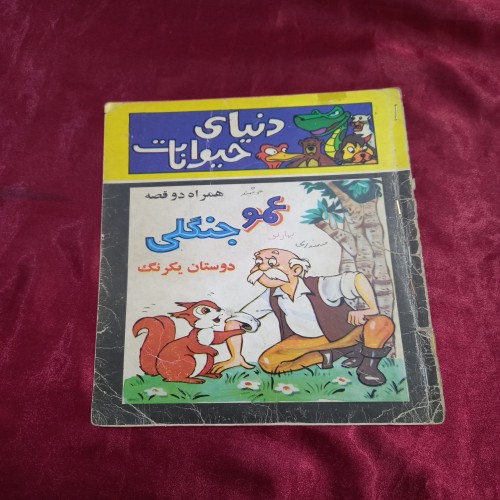 دنیای
حیوانات
همراه دو قصه
عمو
جنگلی
دوستان یکرنگ